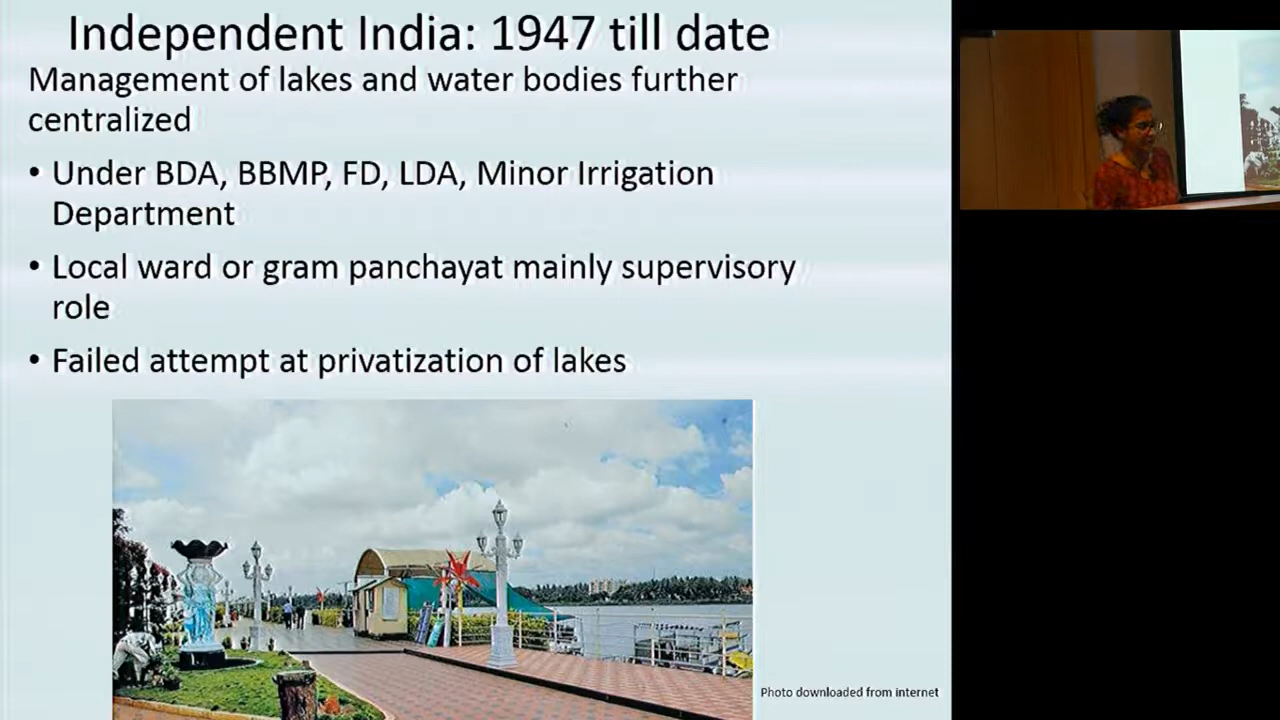 Independent India: 1947 till date
Management of lakes and water bodies further
centralized
• Under BDA, BBMP, FD, LDA, Minor Irrigation
Department
• Local ward or gram panchayat mainly supervisory
role
• Failed attempt at privatization of lakes
Photo downloaded from internet